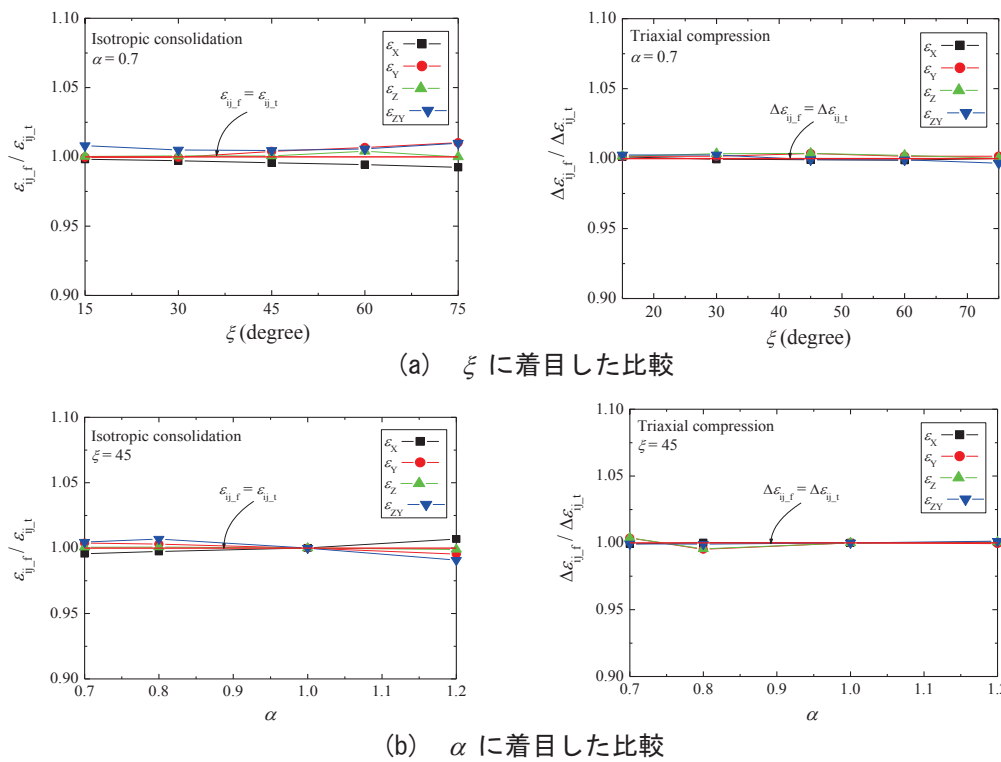 1.10
1.05
1.00
0.95
0.90
Isotropic consolidation
α = 0.7
ε_X
ε_Y
ε_Z
ε_ZY
ε_ij_f = ε_ij_t
ε_ij_f / ε_ij_t
15 30 45 60 75
ξ (degree)
1.10
1.05
1.00
0.95
0.90
Triaxial compression
α = 0.7
ε_X
ε_Y
ε_Z
ε_ZY
Δε_ij_f = Δε_ij_t
Δε_ij_f / Δε_ij_t
20 30 40 50 60 70
(a) ξ に着目した比較
ξ (degree)
1.10
1.05
1.00
0.95
0.90
Isotropic consolidation
ξ = 45
ε_X
ε_Y
ε_Z
ε_ZY
ε_ij_f = ε_ij_t
ε_ij_f / ε_ij_t
0.7 0.8 0.9 1.0 1.1 1.2
α
1.10
1.05
1.00
0.95
0.90
Triaxial compression
ξ = 45
ε_X
ε_Y
ε_Z
ε_ZY
Δε_ij_f = Δε_ij_t
Δε_ij_f / Δε_ij_t
0.7 0.8 0.9 1.0 1.1 1.2
α
(b) α に着目した比較